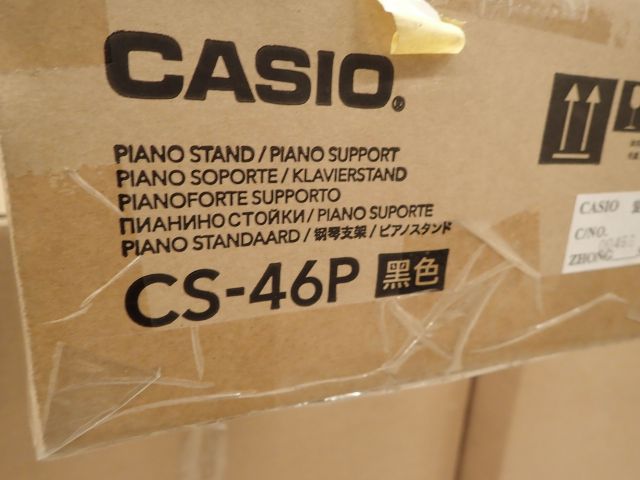 CASIO®
PIANO STAND / PIANO SUPPORT
PIANO SOPORTE / KLAVIERSTAND
PIANOFORTE SUPPORTO
ПИАНИНО СТОЙКИ / PIANO SUPORTE
PIANO STANDAARD / 钢琴支架 / ピアノスタンド
CS-46P 黑色
CASIO
C/NO.
ZHONG